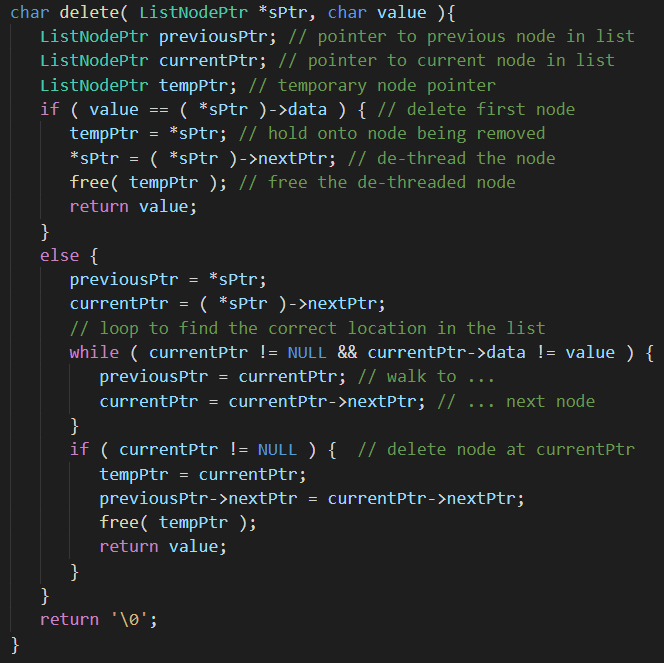 char delete( ListNodePtr *sPtr, char value ){
   ListNodePtr previousPtr; // pointer to previous node in list
   ListNodePtr currentPtr; // pointer to current node in list
   ListNodePtr tempPtr; // temporary node pointer
   if ( value == ( *sPtr )->data ) { // delete first node
      tempPtr = *sPtr; // hold onto node being removed
      *sPtr = ( *sPtr )->nextPtr; // de-thread the node
      free( tempPtr ); // free the de-threaded node
      return value;
   }
   else {
      previousPtr = *sPtr;
      currentPtr = ( *sPtr )->nextPtr;
      // loop to find the correct location in the list
      while ( currentPtr != NULL && currentPtr->data != value ) {
         previousPtr = currentPtr; // walk to ...
         currentPtr = currentPtr->nextPtr; // ... next node
      }
      if ( currentPtr != NULL ) {  // delete node at currentPtr
         tempPtr = currentPtr;
         previousPtr->nextPtr = currentPtr->nextPtr;
         free( tempPtr );
         return value;
      }
   }
   return '\0';
}